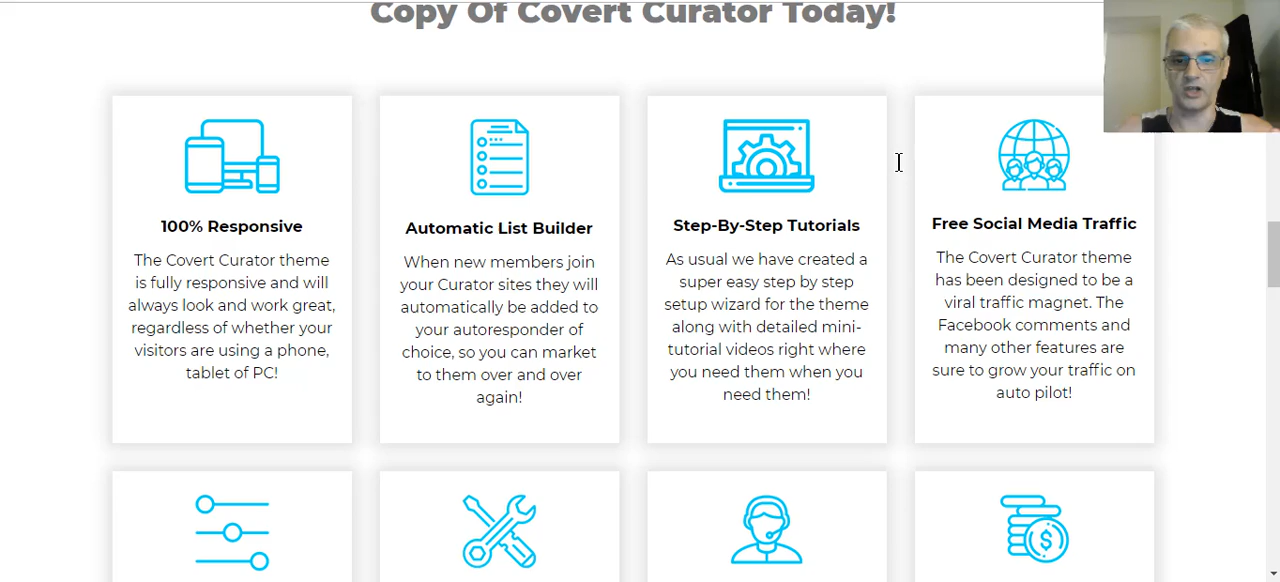 Copy Of Covert Curator Today!
100% Responsive
The Covert Curator theme
is fully responsive and will
always look and work great,
regardless of whether your
visitors are using a phone,
tablet of PC!
Automatic List Builder
When new members join
your Curator sites they will
automatically be added to
your autoresponder of
choice, so you can market
to them over and over
again!
Step-By-Step Tutorials
As usual we have created a
super easy step by step
setup wizard for the theme
along with detailed mini-
tutorial videos right where
you need them when you
need them!
Free Social Media Traffic
The Covert Curator theme
has been designed to be a
viral traffic magnet. The
Facebook comments and
many other features are
sure to grow your traffic on
auto pilot!